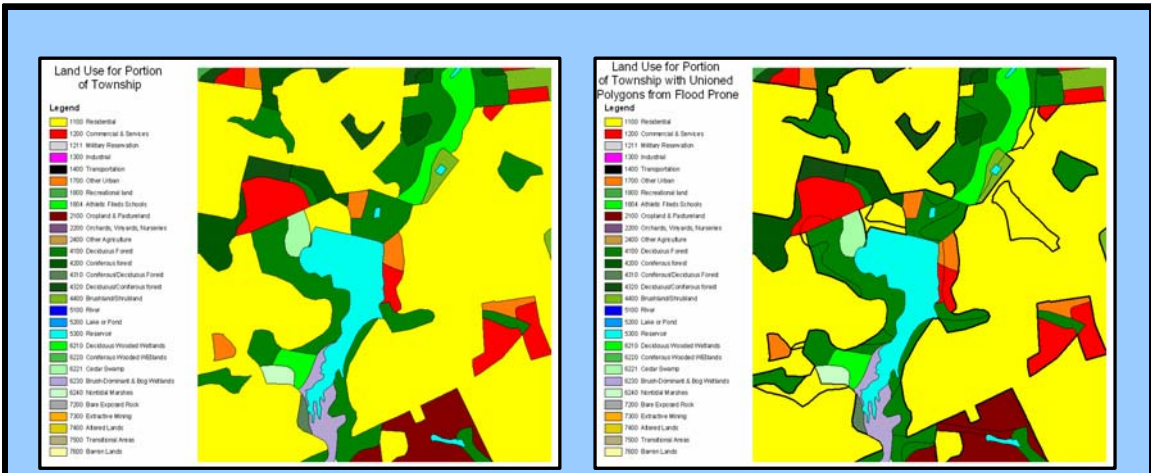 Land Use for Portion
of Township
Legend
1100 Residential
1200 Commercial & Services
1211 Military Reservation
1300 Industrial
1400 Transportation
1700 Other Urban
1800 Recreational land
1804 Athletic Fileds Schools
2100 Cropland & Pastureland
2200 Orchards, Vinyards, Nurseries
2400 Other Agriculture
4100 Deciduous Forest
4200 Coniferous forest
4310 Coniferous/Deciduous Forest
4320 Deciduous/Coniferous forest
4400 Brushland/Shrubland
5100 River
5200 Lake or Pond
5300 Reservoir
6210 Deciduous Wooded Wetlands
6220 Coniferous Wooded WEtlands
6221 Cedar Swamp
6230 Brush-Dominant & Bog Wetlands
6240 Nontidal Marshes
7200 Bare Exposed Rock
7300 Extractive Mining
7400 Altered Lands
7500 Transitional Areas
7600 Barren Lands
Land Use for Portion
of Township with Unioned
Polygons from Flood Prone
Legend
1100 Residential
1200 Commercial & Services
1211 Military Reservation
1300 Industrial
1400 Transportation
1700 Other Urban
1800 Recreational land
1804 Athletic Fileds Schools
2100 Cropland & Pastureland
2200 Orchards, Vinyards, Nurseries
2400 Other Agriculture
4100 Deciduous Forest
4200 Coniferous forest
4310 Coniferous/Deciduous Forest
4320 Deciduous/Coniferous forest
4400 Brushland/Shrubland
5100 River
5200 Lake or Pond
5300 Reservoir
6210 Deciduous Wooded Wetlands
6220 Coniferous Wooded WEtlands
6221 Cedar Swamp
6230 Brush-Dominant & Bog Wetlands
6240 Nontidal Marshes
7200 Bare Exposed Rock
7300 Extractive Mining
7400 Altered Lands
7500 Transitional Areas
7600 Barren Lands